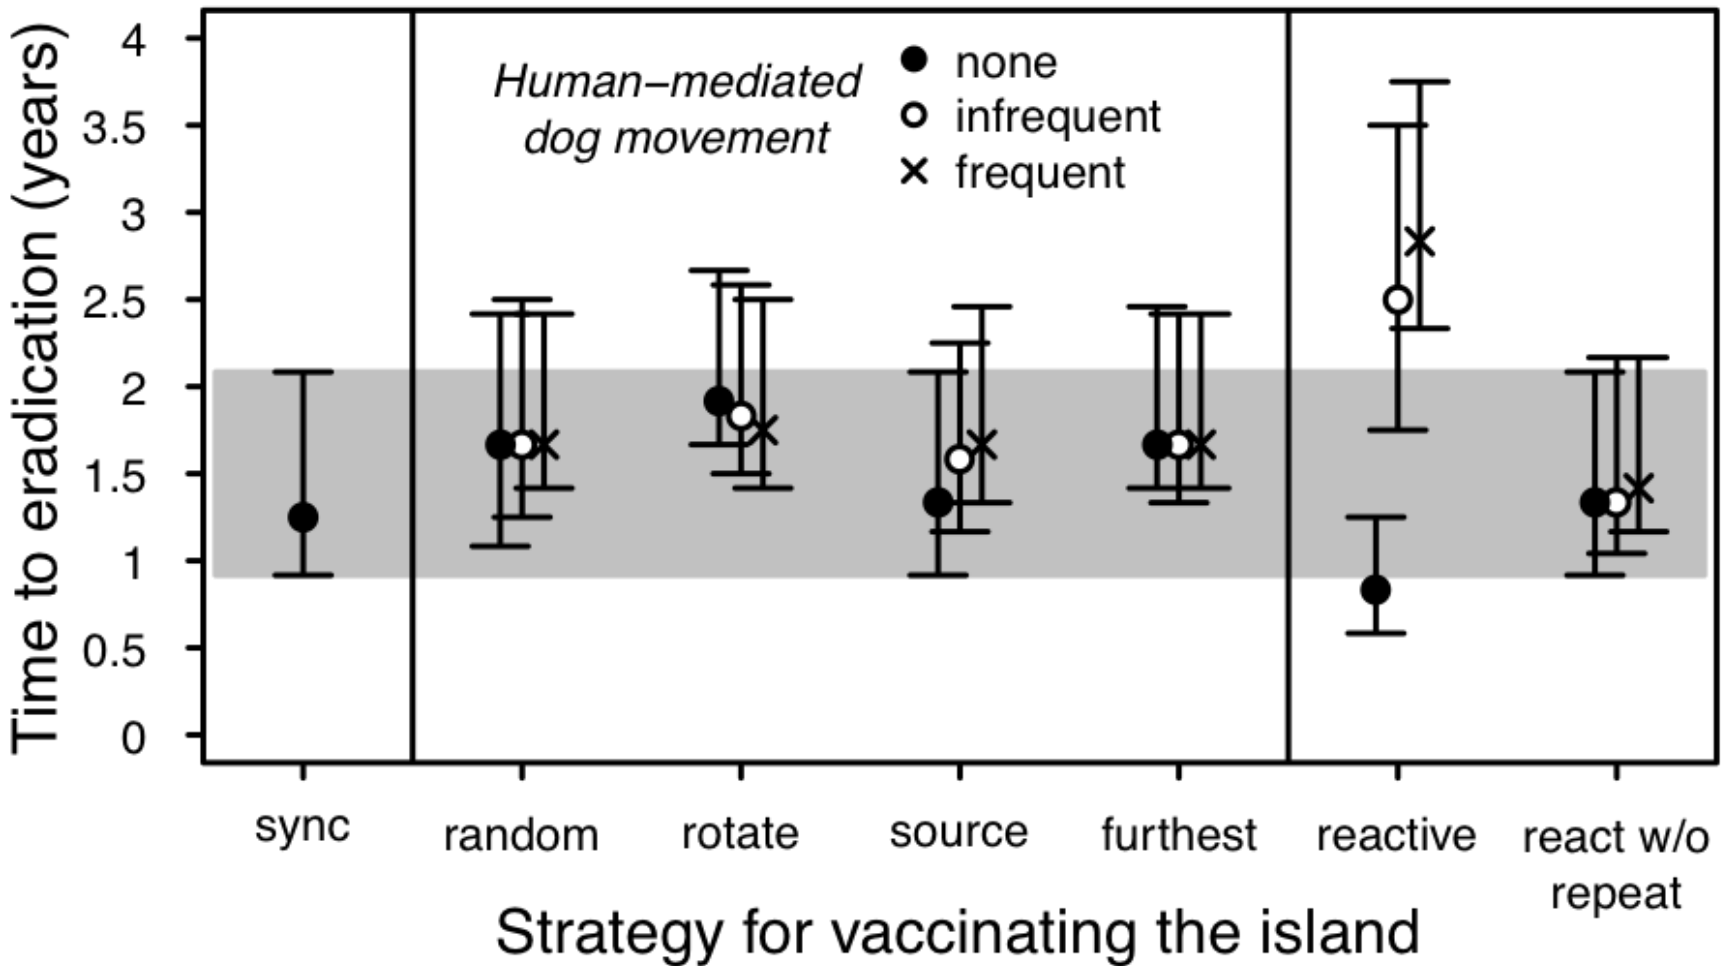 Time to eradication (years)
4
3.5
3
2.5
2
1.5
1
0.5
0
Human–mediated
dog movement
none
infrequent
frequent
sync
random
rotate
source
furthest
reactive
react w/o
repeat
Strategy for vaccinating the island